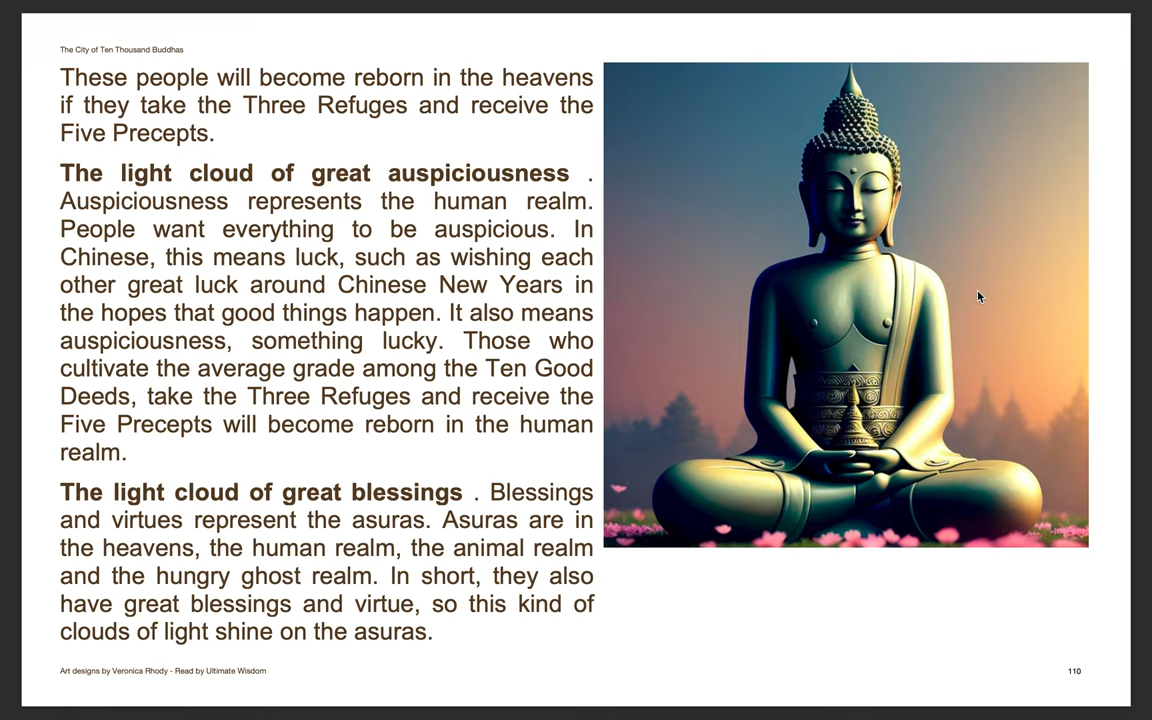 The City of Ten Thousand Buddhas
These people will become reborn in the heavens
if they take the Three Refuges and receive the
Five Precepts.
The light cloud of great auspiciousness .
Auspiciousness represents the human realm.
People want everything to be auspicious. In
Chinese, this means luck, such as wishing each
other great luck around Chinese New Years in
the hopes that good things happen. It also means
auspiciousness, something lucky. Those who
cultivate the average grade among the Ten Good
Deeds, take the Three Refuges and receive the
Five Precepts will become reborn in the human
realm.
The light cloud of great blessings . Blessings
and virtues represent the asuras. Asuras are in
the heavens, the human realm, the animal realm
and the hungry ghost realm. In short, they also
have great blessings and virtue, so this kind of
clouds of light shine on the asuras.
Art designs by Veronica Rhody - Read by Ultimate Wisdom
110